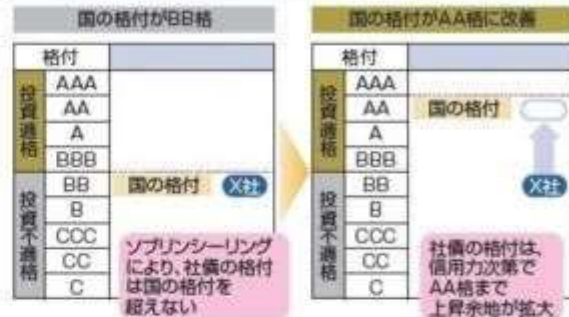 国の格付がBB格
格付
投資適格
AAA
AA
A
BBB
投資不適格
BB
国の格付
X社
B
CCC
CC
C
ソブリンシーリング
により、社債の格付
は国の格付を
超えない
国の格付がAA格に改善
格付
投資適格
AAA
AA
国の格付
A
BBB
投資不適格
BB
X社
B
CCC
CC
C
社債の格付は、
信用力次第で
AA格まで
上昇余地が拡大